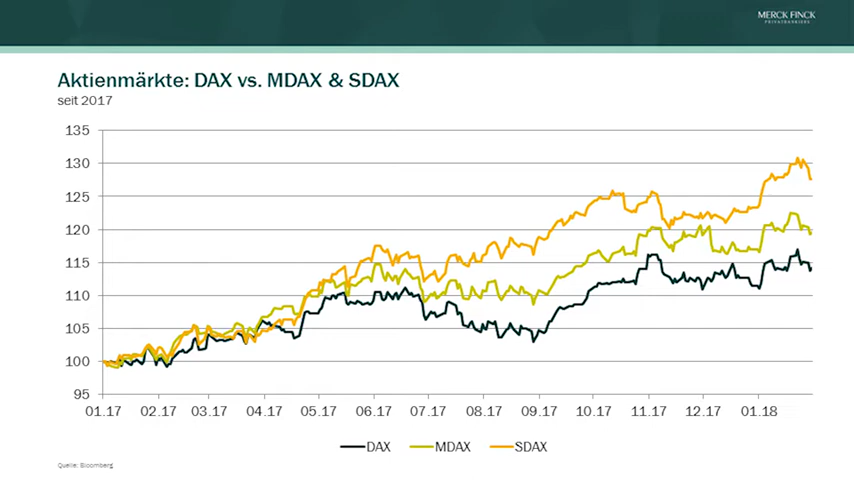 MERCK FINCK
PRIVATBANKIERS
Aktienmärkte: DAX vs. MDAX & SDAX
seit 2017
135
130
125
120
115
110
105
100
95
01.17 02.17 03.17 04.17 05.17 06.17 07.17 08.17 09.17 10.17 11.17 12.17 01.18
DAX MDAX SDAX
Quelle: Bloomberg